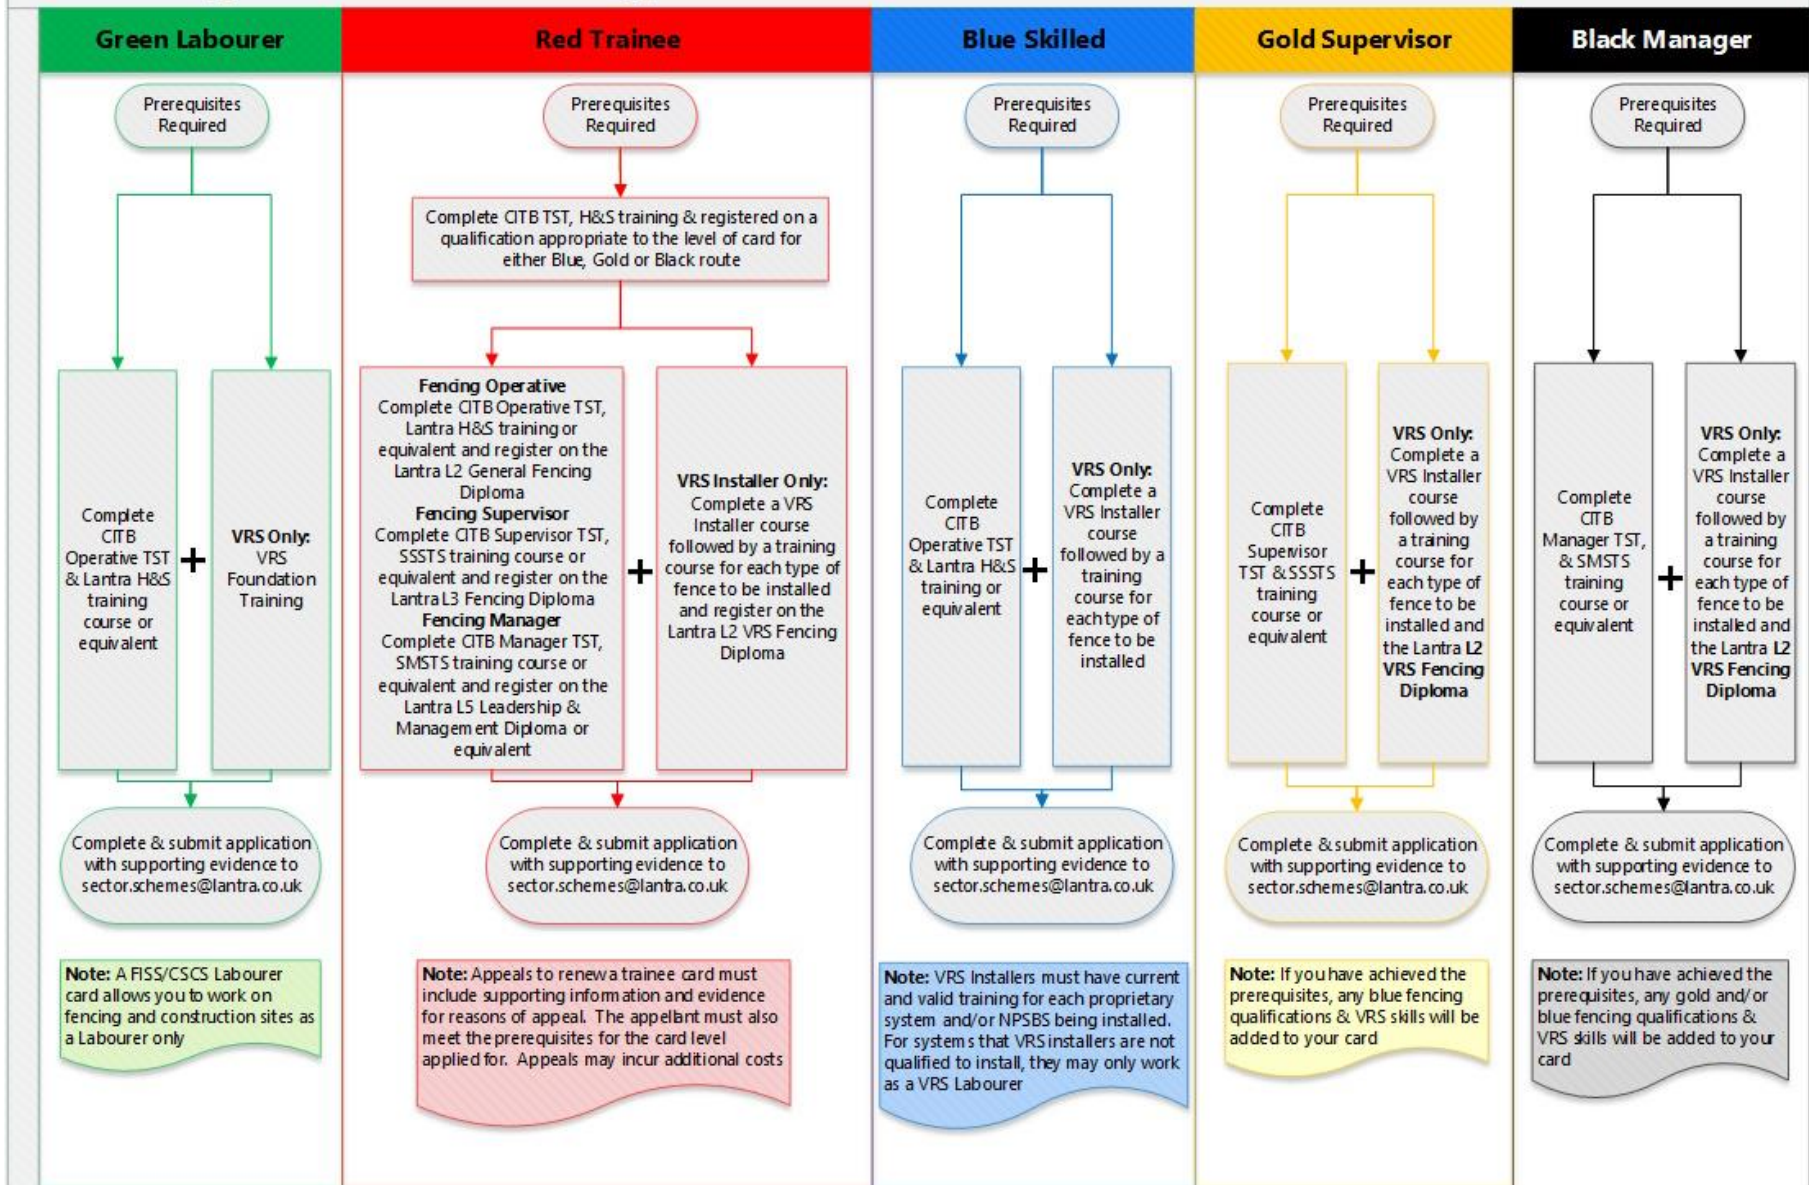 Green Labourer
Prerequisites
Required
Complete
CITB
Operative TST
& Lantra H&S
training
course or
equivalent
+
VRS Only:
VRS
Foundation
Training
Complete & submit application
with supporting evidence to
sector.schemes@lantra.co.uk
Note: A FISS/CSCS Labourer
card allows you to work on
fencing and construction sites as
a Labourer only
Red Trainee
Prerequisites
Required
Complete CITB TST, H&S training & registered on a
qualification appropriate to the level of card for
either Blue, Gold or Black route
Fencing Operative
Complete CITB Operative TST,
Lantra H&S training or
equivalent and register on the
Lantra L2 General Fencing
Diploma
Fencing Supervisor
Complete CITB Supervisor TST,
SSSTS training course or
equivalent and register on the
Lantra L3 Fencing Diploma
Fencing Manager
Complete CITB Manager TST,
SMSTS training course or
equivalent and register on the
Lantra L5 Leadership &
Management Diploma or
equivalent
+
VRS Installer Only:
Complete a VRS
Installer course
followed by a training
course for each type of
fence to be installed
and register on the
Lantra L2 VRS Fencing
Diploma
Complete & submit application
with supporting evidence to
sector.schemes@lantra.co.uk
Note: Appeals to renew a trainee card must
include supporting information and evidence
for reasons of appeal. The appellant must also
meet the prerequisites for the card level
applied for. Appeals may incur additional costs
Blue Skilled
Prerequisites
Required
Complete
CITB
Operative TST
& Lantra H&S
training or
equivalent
+
VRS Only:
Complete a
VRS Installer
course
followed by a
training
course for
each type of
fence to be
installed
Complete & submit application
with supporting evidence to
sector.schemes@lantra.co.uk
Note: VRS Installers must have current
and valid training for each proprietary
system and/or NPSBS being installed.
For systems that VRS installers are not
qualified to install, they may only work
as a VRS Labourer
Gold Supervisor
Prerequisites
Required
Complete
CITB
Supervisor
TST & SSSTS
training
course or
equivalent
+
VRS Only:
Complete a
VRS Installer
course
followed by
a training
course for
each type of
fence to be
installed and
the Lantra L2
VRS Fencing
Diploma
Complete & submit application
with supporting evidence to
sector.schemes@lantra.co.uk
Note: If you have achieved the
prerequisites, any blue fencing
qualifications & VRS skills will be
added to your card
Black Manager
Prerequisites
Required
Complete
CITB
Manager TST,
& SMSTS
training
course or
equivalent
+
VRS Only:
Complete a
VRS Installer
course
followed by
a training
course for
each type of
fence to be
installed and
the Lantra L2
VRS Fencing
Diploma
Complete & submit application
with supporting evidence to
sector.schemes@lantra.co.uk
Note: If you have achieved the
prerequisites, any gold and/or
blue fencing qualifications &
VRS skills will be added to your
card